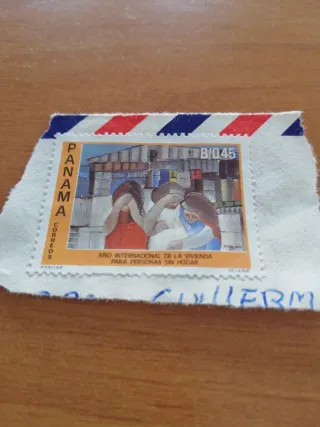 PANAMA
CORREOS
B/0.45
AÑO INTERNACIONAL DE LA VIVIENDA
PARA PERSONAS SIN HOGAR
GUILLERM